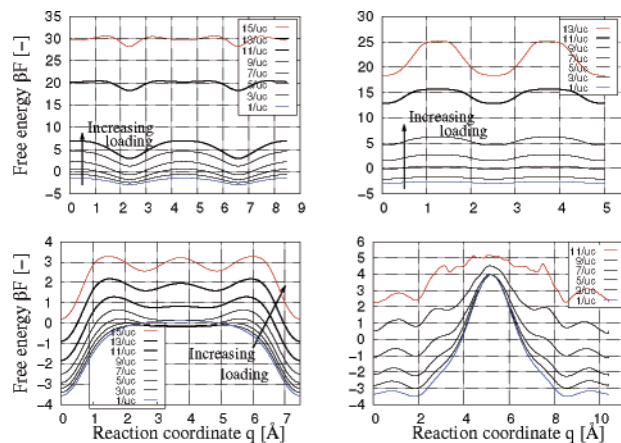 Free energy βF [–]
35
30
25
20
15
10
5
0
−5
0 1 2 3 4 5 6 7 8 9
15/uc
13/uc
11/uc
9/uc
7/uc
5/uc
3/uc
1/uc
Increasing
loading
Free energy βF [–]
30
25
20
15
10
5
0
−5
0 1 2 3 4 5
13/uc
11/uc
9/uc
7/uc
5/uc
3/uc
1/uc
Increasing
loading
Free energy βF [–]
4
3
2
1
0
−1
−2
−3
−4
0 1 2 3 4 5 6 7
15/uc
13/uc
11/uc
9/uc
7/uc
5/uc
3/uc
1/uc
Increasing
loading
Reaction coordinate q [Å]
Free energy βF [–]
6
5
4
3
2
1
0
−1
−2
−3
−4
0 2 4 6 8 10
11/uc
9/uc
7/uc
5/uc
3/uc
1/uc
Reaction coordinate q [Å]